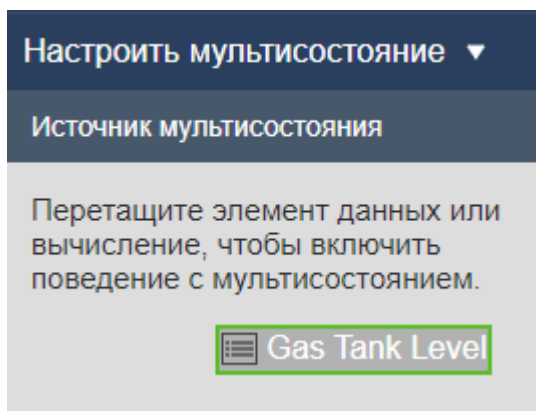 Настроить мультисостояние
Источник мультисостояния
Перетащите элемент данных или
вычисление, чтобы включить
поведение с мультисостоянием.
Gas Tank Level